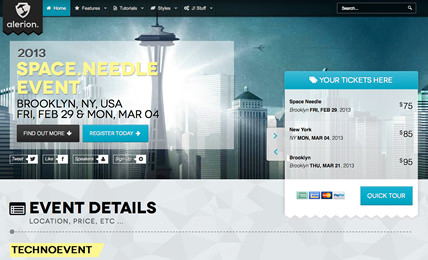 alerion.
Home Features Tutorials Styles J! Stuff Search...
2013
SPACE NEEDLE
EVENT
BROOKLYN, NY, USA
FRI, FEB 29 & MON, MAR 04
FIND OUT MORE REGISTER TODAY
Tweet Like Speakers Sign Up
YOUR TICKETS HERE
Space Needle
Brooklyn FRI, FEB 29, 2013 $75
New York
NY MON, MAR 04, 2013 $85
Brooklyn
Brooklyn THU, MAR 21, 2013 $95
PayPal
QUICK TOUR
EVENT DETAILS
LOCATION, PRICE, ETC ...
TECHNOEVENT